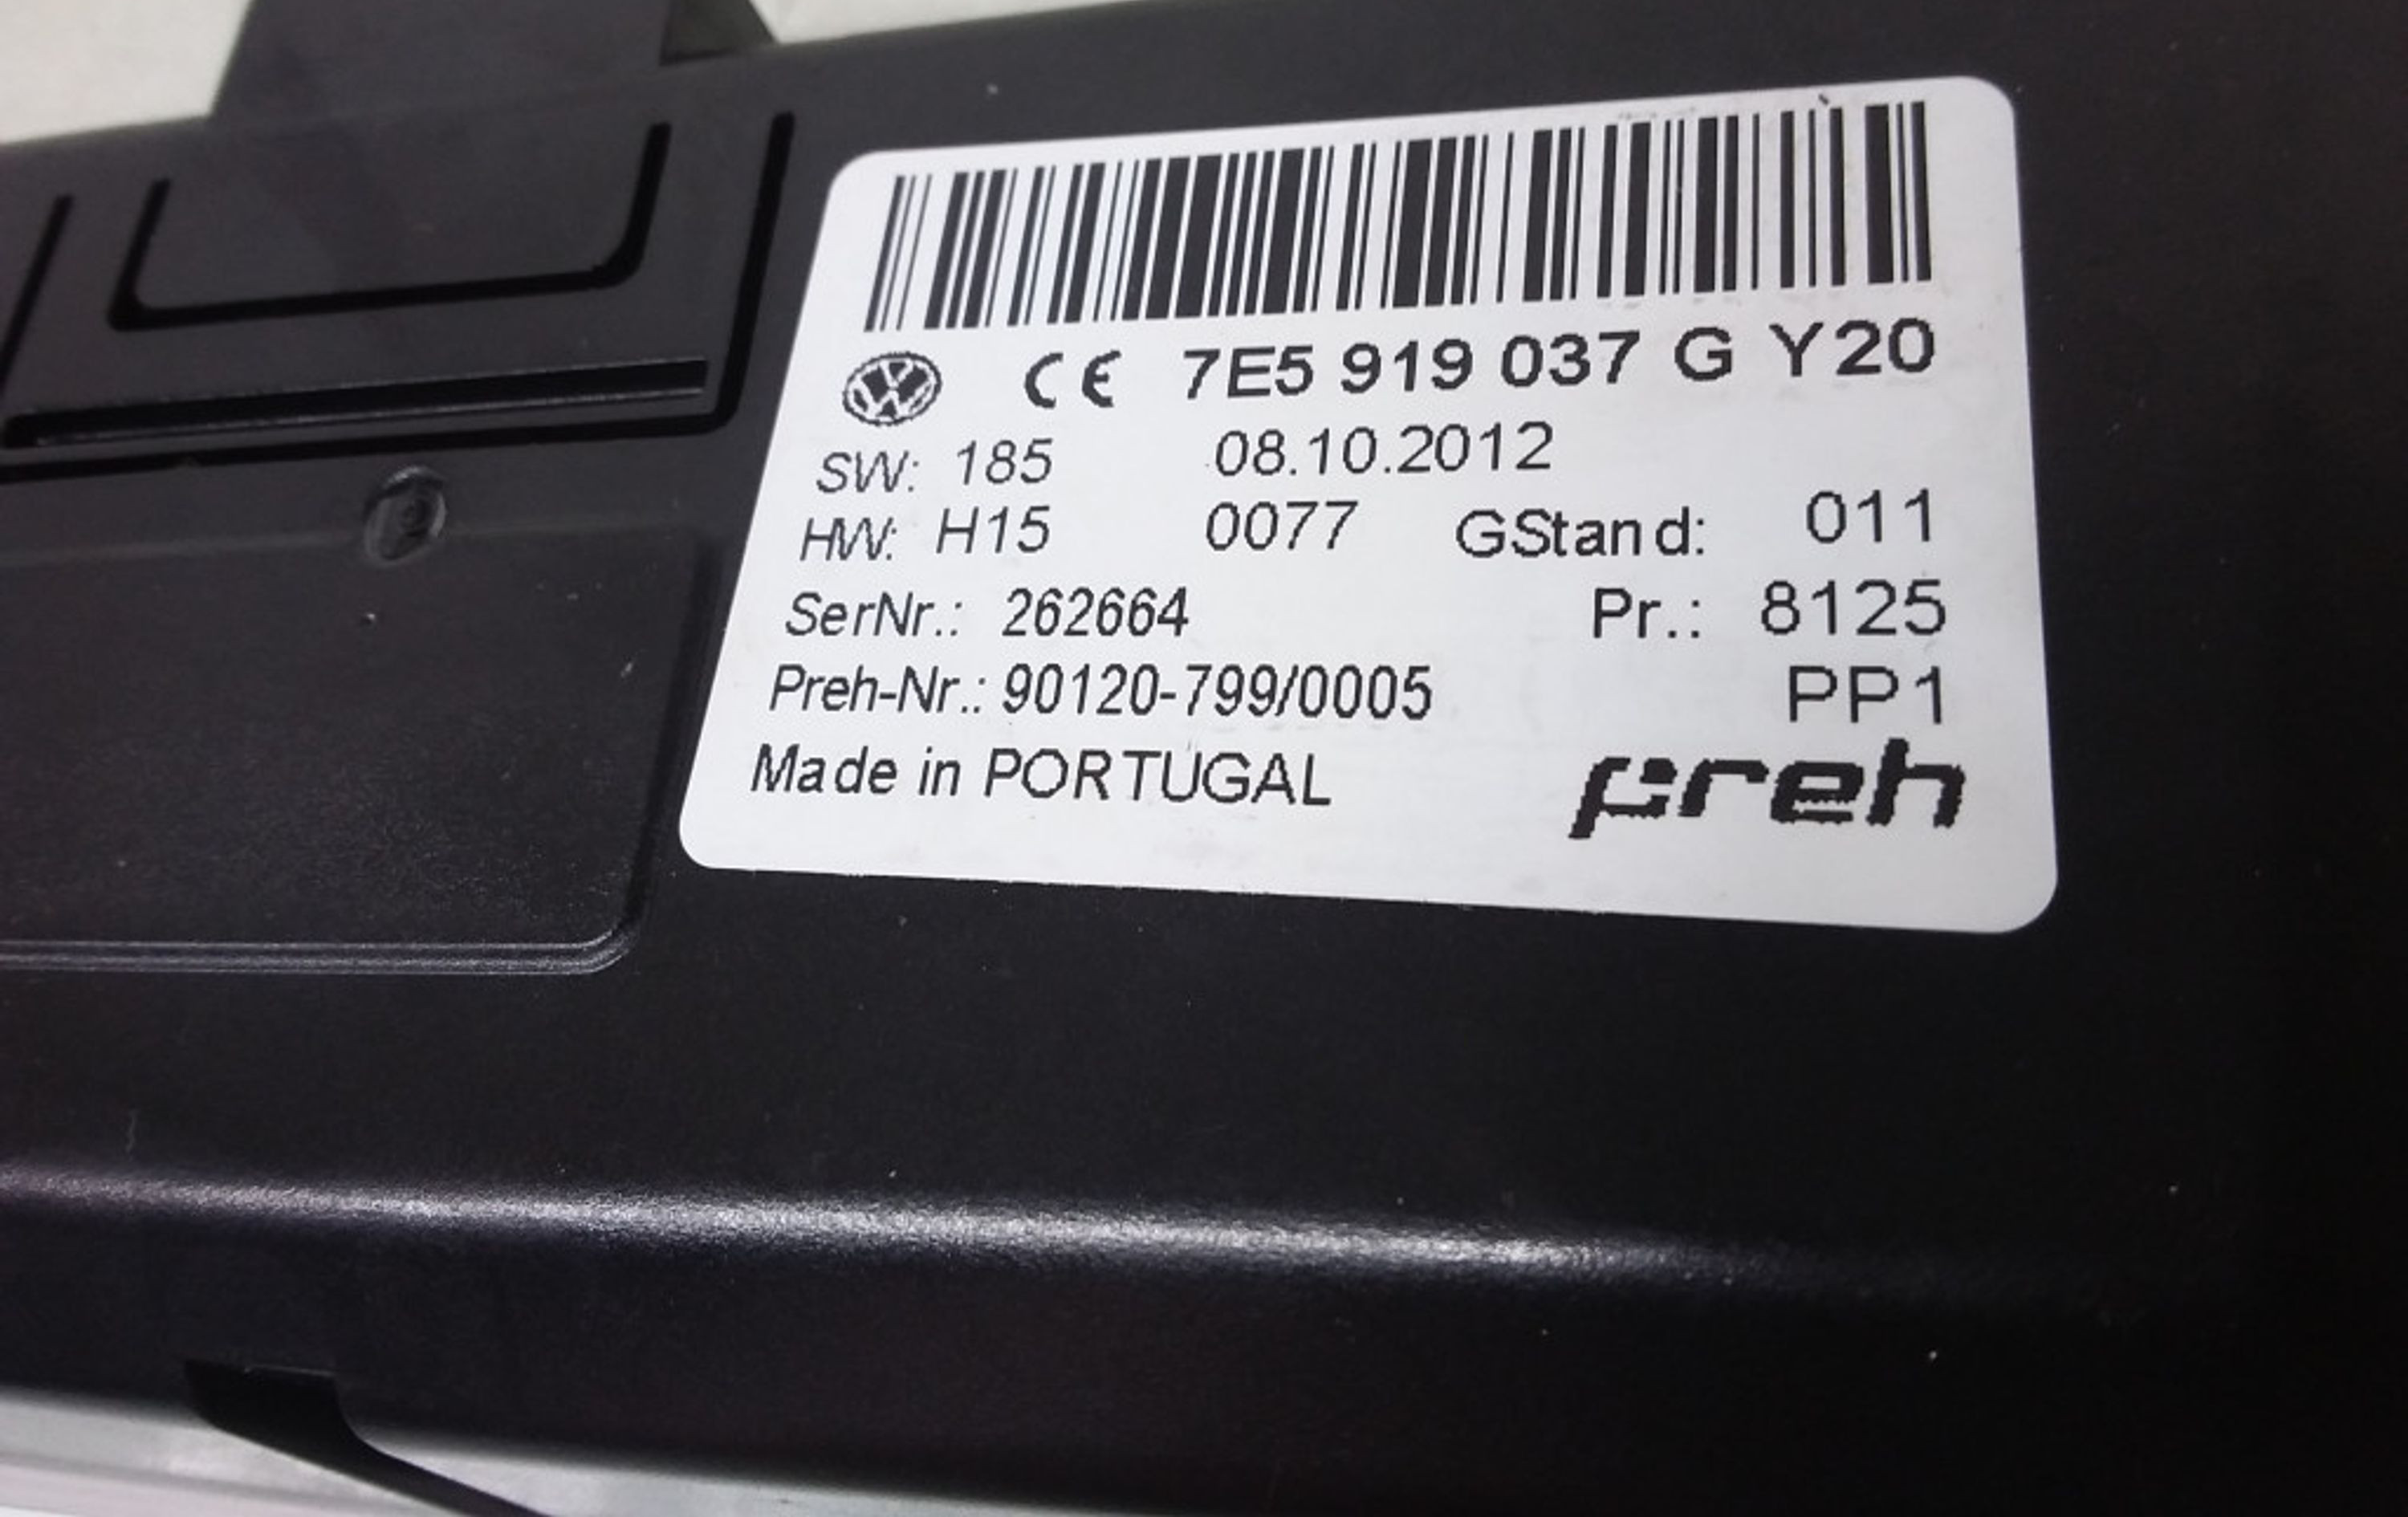 CE 7E5 919 037 G Y20
SW: 185 08.10.2012
HW: H15 0077 GStand: 011
SerNr.: 262664 Pr.: 8125
Preh-Nr.: 90120-799/0005 PP1
Made in PORTUGAL preh